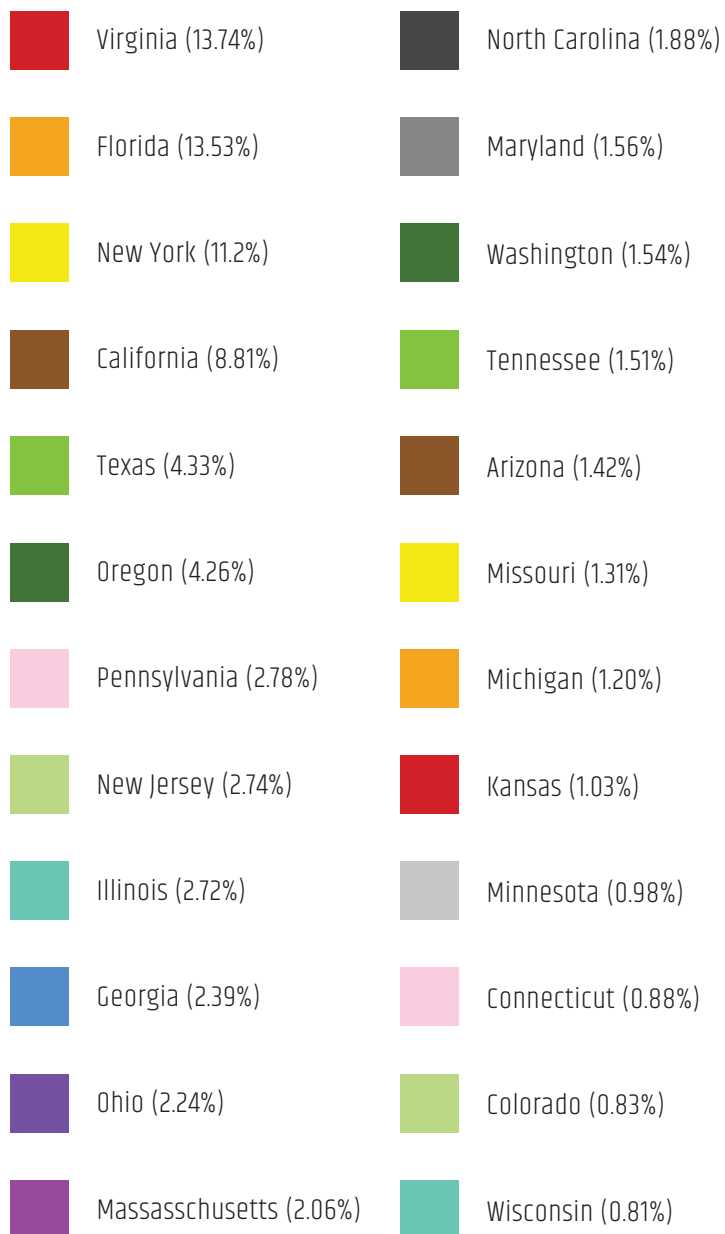 Virginia (13.74%)
Florida (13.53%)
New York (11.2%)
California (8.81%)
Texas (4.33%)
Oregon (4.26%)
Pennsylvania (2.78%)
New Jersey (2.74%)
Illinois (2.72%)
Georgia (2.39%)
Ohio (2.24%)
Massasschusetts (2.06%)
North Carolina (1.88%)
Maryland (1.56%)
Washington (1.54%)
Tennessee (1.51%)
Arizona (1.42%)
Missouri (1.31%)
Michigan (1.20%)
Kansas (1.03%)
Minnesota (0.98%)
Connecticut (0.88%)
Colorado (0.83%)
Wisconsin (0.81%)